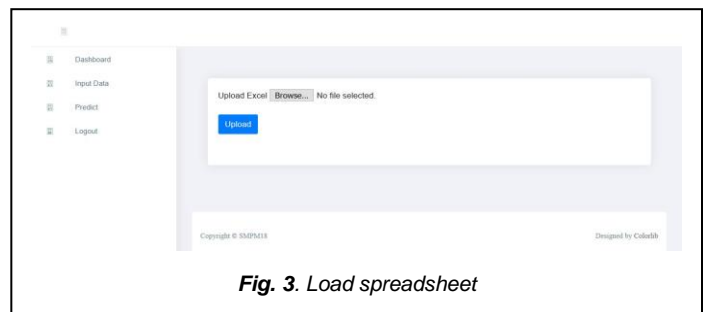 Dashboard
Input Data
Predict
Logout
Upload Excel Browse... No file selected.
Upload
Copyright © SMPM18 Designed by Colorlib
Fig. 3. Load spreadsheet